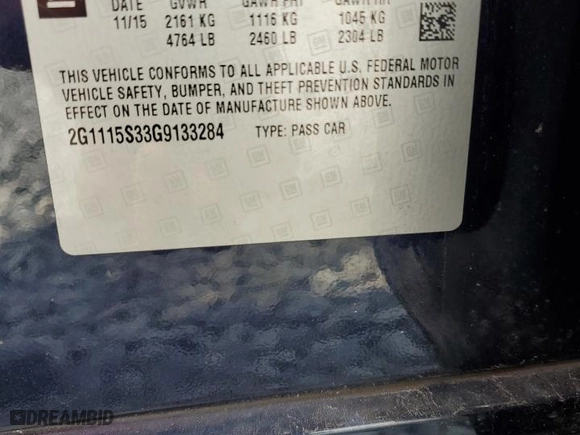 DATE GVWR GAWR FRT GAWR RR
11/15 2161 KG 1116 KG 1045 KG
4764 LB 2460 LB 2304 LB
THIS VEHICLE CONFORMS TO ALL APPLICABLE U.S. FEDERAL MOTOR
VEHICLE SAFETY, BUMPER, AND THEFT PREVENTION STANDARDS IN
EFFECT ON THE DATE OF MANUFACTURE SHOWN ABOVE.
2G1115S33G9133284 TYPE: PASS CAR
DREAMBID